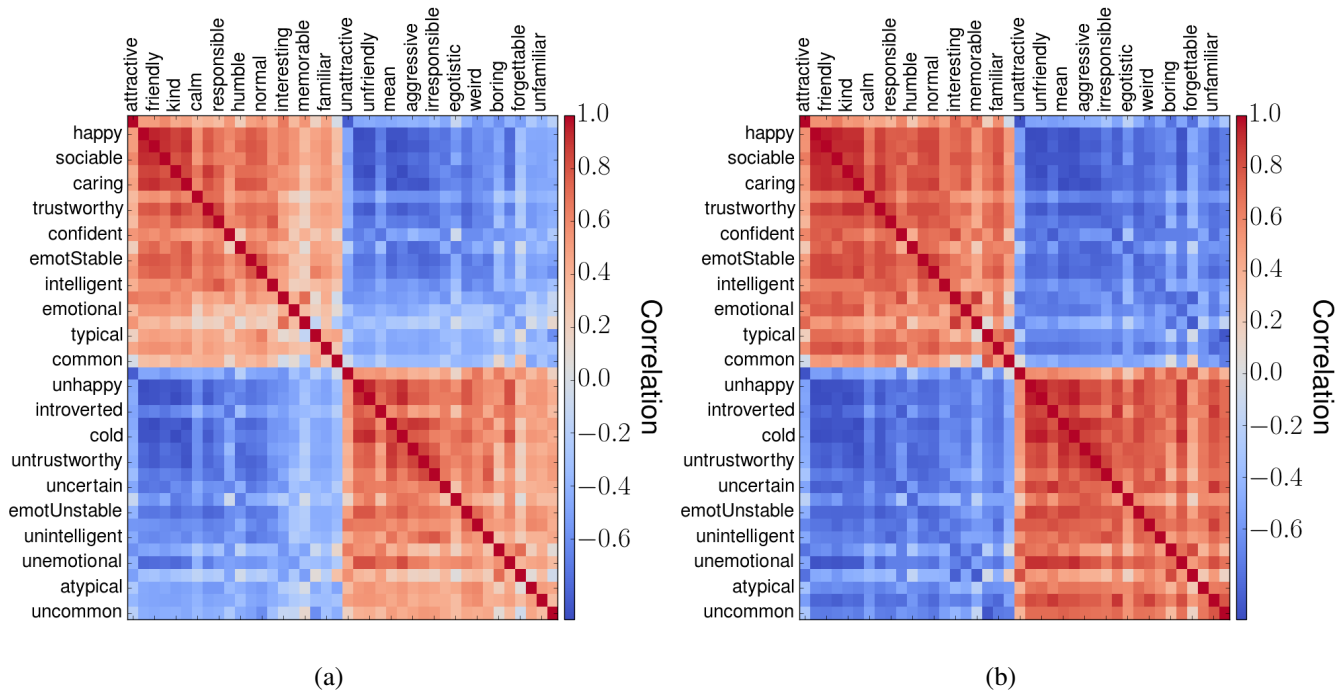 attractive
friendly
kind
calm
responsible
humble
normal
interesting
memorable
familiar
unattractive
unfriendly
mean
aggressive
irresponsible
egotistic
weird
boring
forgettable
unfamiliar
happy
sociable
caring
trustworthy
confident
emotStable
intelligent
emotional
typical
common
unhappy
introverted
cold
untrustworthy
uncertain
emotUnstable
unintelligent
unemotional
atypical
uncommon
1.0
0.8
0.6
0.4
0.2
0.0
−0.2
−0.4
−0.6
Correlation
(a)
attractive
friendly
kind
calm
responsible
humble
normal
interesting
memorable
familiar
unattractive
unfriendly
mean
aggressive
irresponsible
egotistic
weird
boring
forgettable
unfamiliar
happy
sociable
caring
trustworthy
confident
emotStable
intelligent
emotional
typical
common
unhappy
introverted
cold
untrustworthy
uncertain
emotUnstable
unintelligent
unemotional
atypical
uncommon
1.0
0.8
0.6
0.4
0.2
0.0
−0.2
−0.4
−0.6
Correlation
(b)